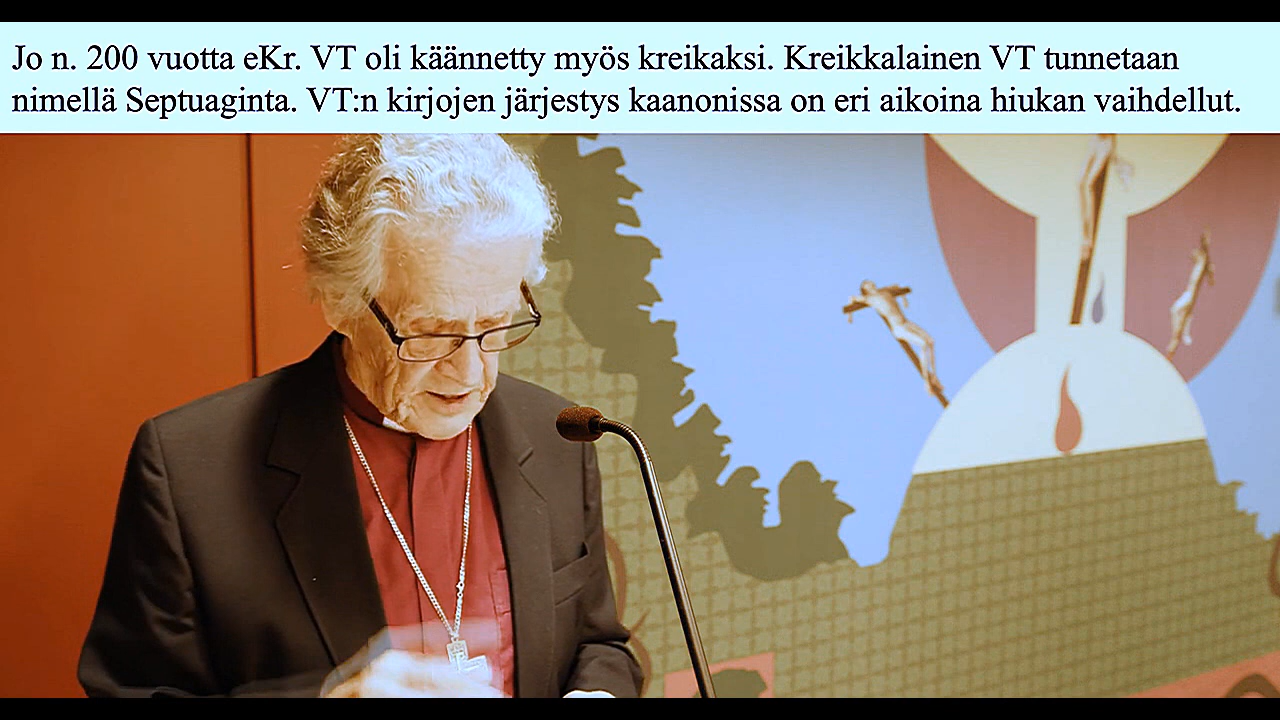 Jo n. 200 vuotta eKr. VT oli käännetty myös kreikaksi. Kreikkalainen VT tunnetaan
nimellä Septuaginta. VT:n kirjojen järjestys kaanonissa on eri aikoina hiukan vaihdellut.